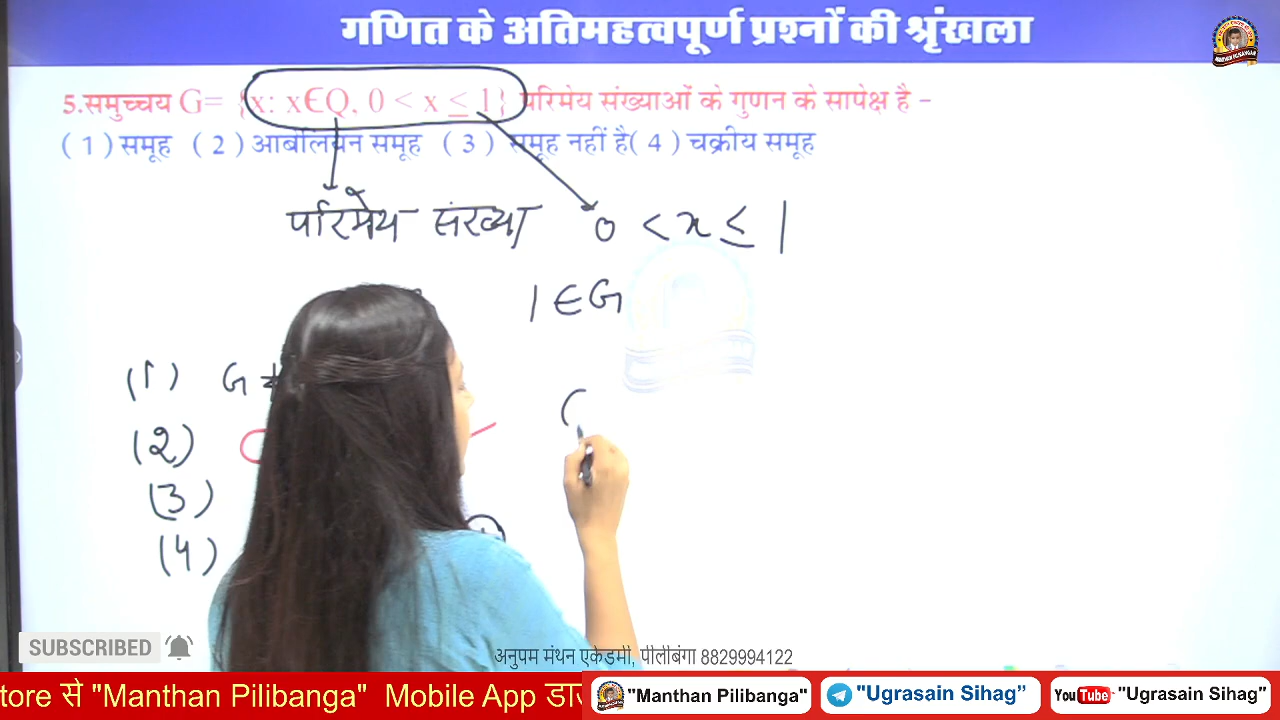 गणित के अतिमहत्वपूर्ण प्रश्नों की श्रृंखला
5.समुच्चय G= {x: x∈Q, 0 < x ≤ 1} परिमेय संख्याओं के गुणन के सापेक्ष है –
( 1 ) समूह ( 2 ) आबेलियन समूह ( 3 ) समूह नहीं है( 4 ) चक्रीय समूह
परिमेय संख्या 0 < x ≤ 1
1 ∈ G
(1) G ≠
(2)
(3)
(4)
(
SUBSCRIBED
अनुपम मंथन एकेडमी, पीलीबंगा 8829994122
tore से "Manthan Pilibanga" Mobile App डा
"Manthan Pilibanga" "Ugrasain Sihag" YouTube "Ugrasain Sihag"